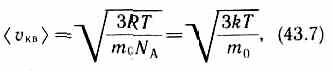 ⟨v_кв⟩ = √(3RT / m₀N_A) = √(3kT / m₀), (43.7)